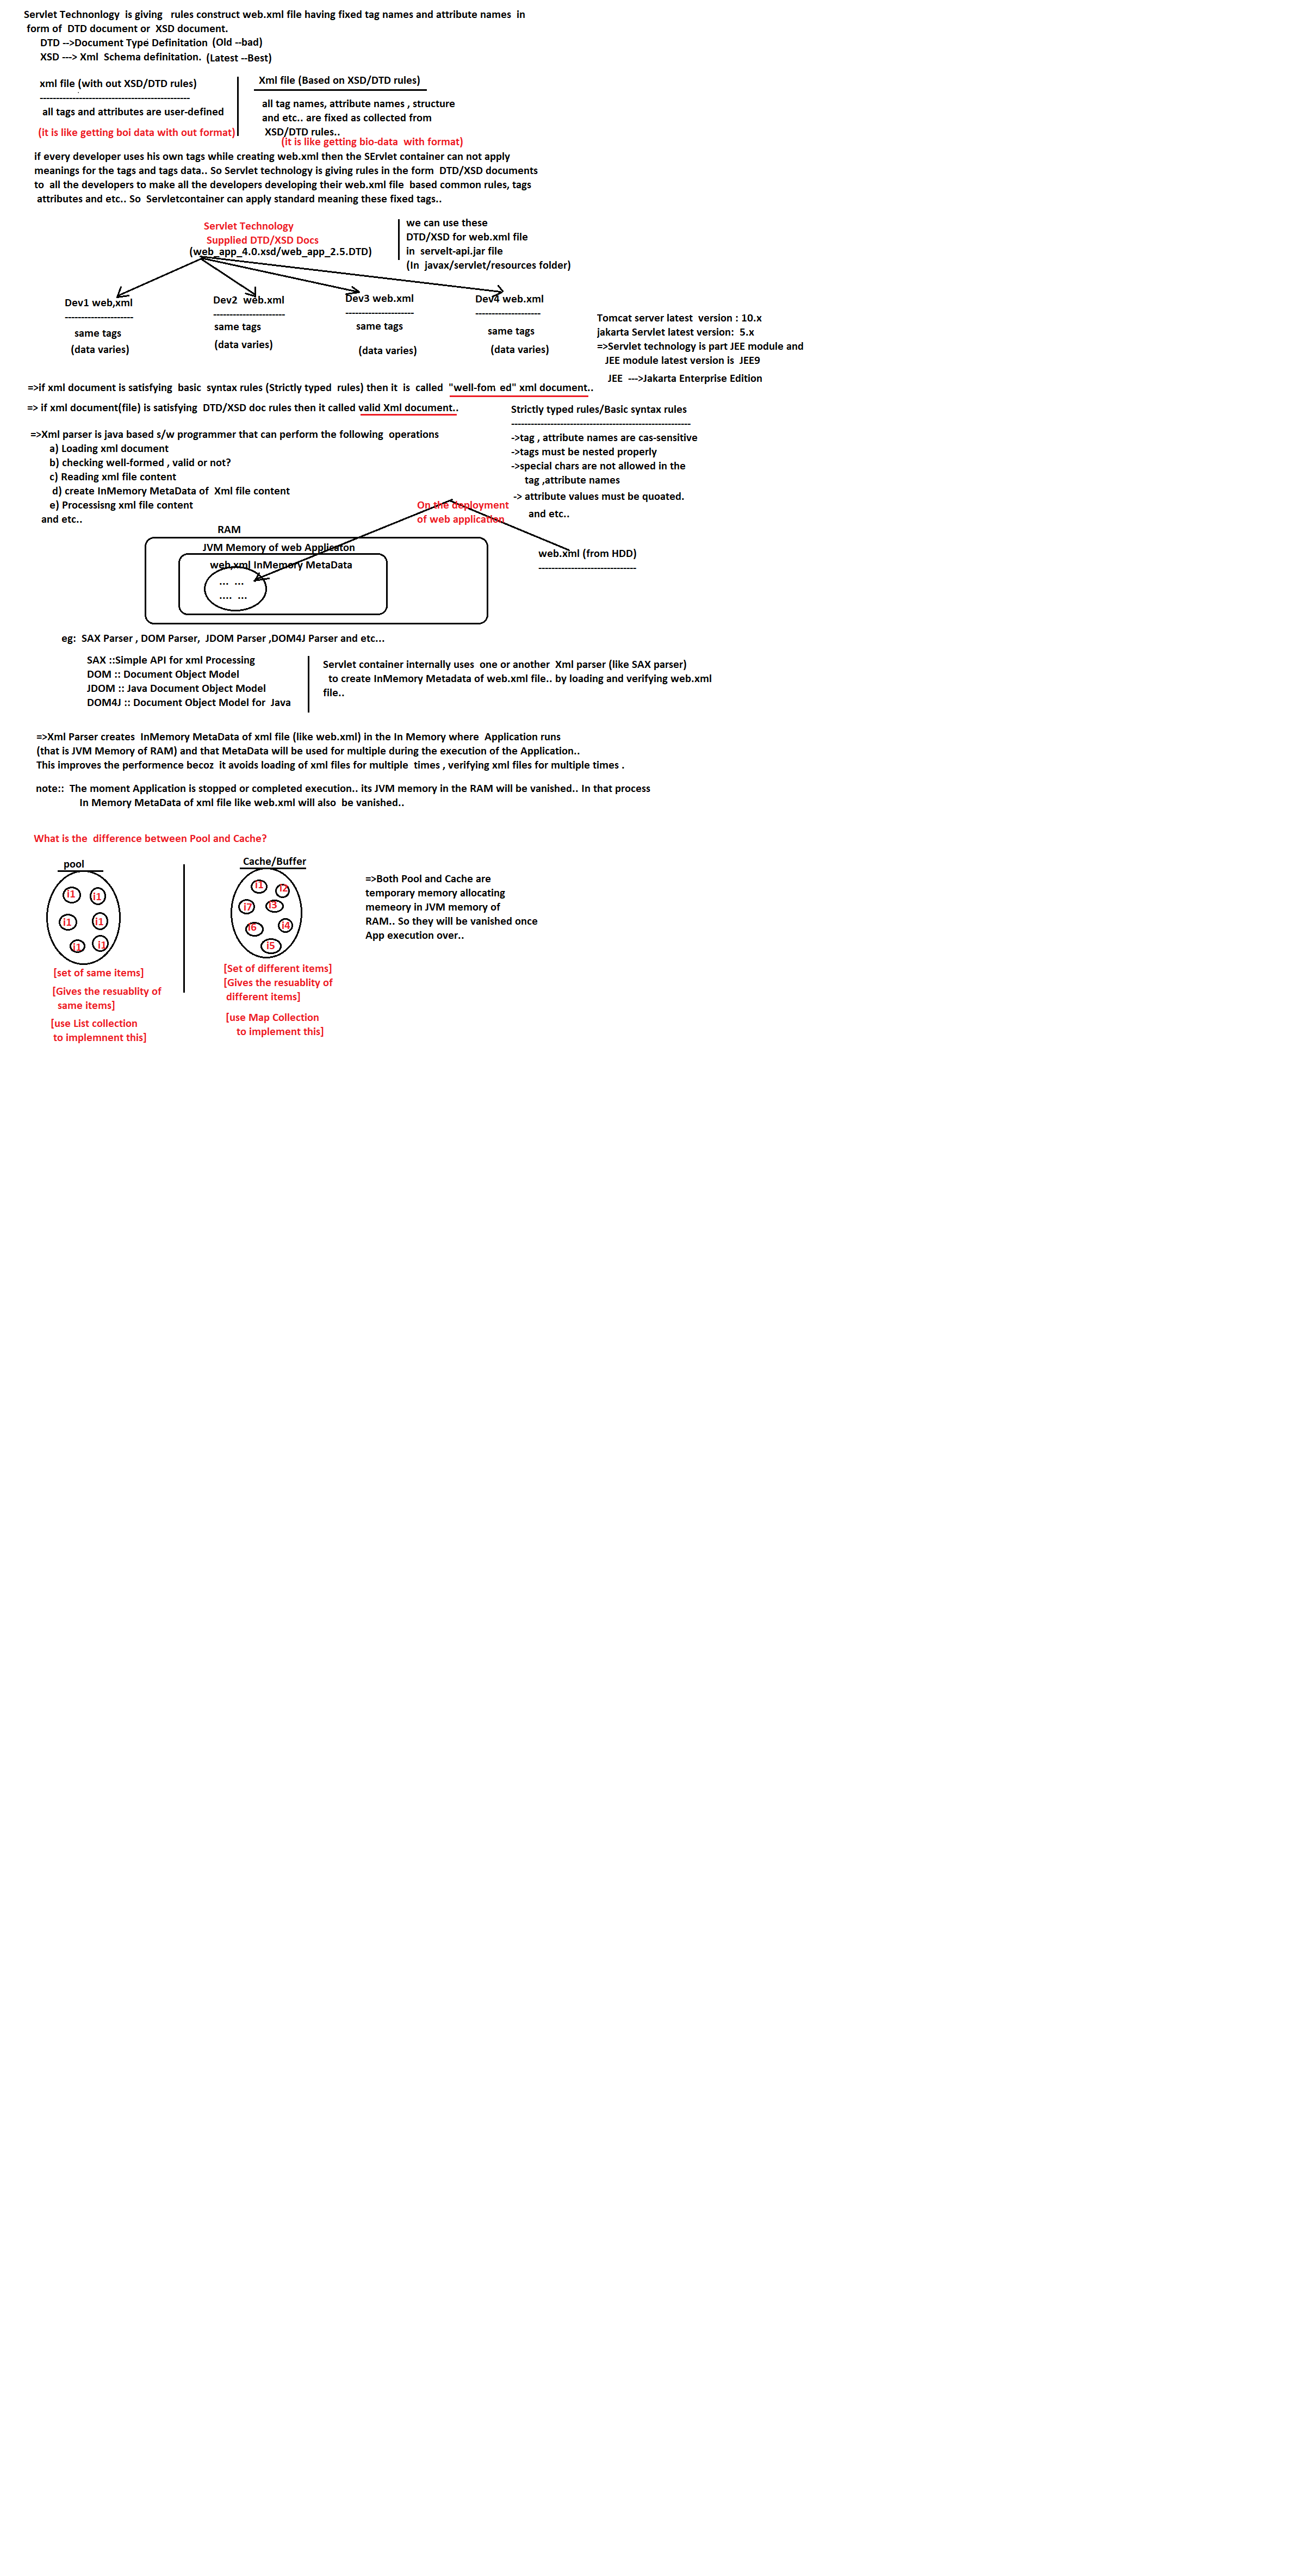 Servlet Technonlogy is giving rules construct web.xml file having fixed tag names and attribute names in
form of DTD document or XSD document.
DTD -->Document Type Definitation (Old --bad)
XSD ---> Xml Schema definitation. (Latest --Best)
xml file (with out XSD/DTD rules)
----------------------------------------------
all tags and attributes are user-defined
(it is like getting boi data with out format)
Xml file (Based on XSD/DTD rules)
all tag names, attribute names , structure
and etc.. are fixed as collected from
XSD/DTD rules..
(it is like getting bio-data with format)
if every developer uses his own tags while creating web.xml then the SErvlet container can not apply
meanings for the tags and tags data.. So Servlet technology is giving rules in the form DTD/XSD documents
to all the developers to make all the developers developing their web.xml file based common rules, tags
attributes and etc.. So Servletcontainer can apply standard meaning these fixed tags..
Servlet Technology
Supplied DTD/XSD Docs
(web_app_4.0.xsd/web_app_2.5.DTD)
we can use these
DTD/XSD for web.xml file
in servelt-api.jar file
(In javax/servlet/resources folder)
Dev1 web,xml
---------------------
same tags
(data varies)
Dev2 web.xml
----------------------
same tags
(data varies)
Dev3 web.xml
---------------------
same tags
(data varies)
Dev4 web.xml
--------------------
same tags
(data varies)
Tomcat server latest version : 10.x
jakarta Servlet latest version: 5.x
=>Servlet technology is part JEE module and
JEE module latest version is JEE9
JEE --->Jakarta Enterprise Edition
=>if xml document is satisfying basic syntax rules (Strictly typed rules) then it is called "well-fom ed" xml document..
=> if xml document(file) is satisfying DTD/XSD doc rules then it called valid Xml document..
Strictly typed rules/Basic syntax rules
-------------------------------------------------------
->tag , attribute names are cas-sensitive
->tags must be nested properly
->special chars are not allowed in the
tag ,attribute names
-> attribute values must be quoated.
and etc..
=>Xml parser is java based s/w programmer that can perform the following operations
a) Loading xml document
b) checking well-formed , valid or not?
c) Reading xml file content
d) create InMemory MetaData of Xml file content
e) Processisng xml file content
and etc..
On the deployment
of web application
RAM
JVM Memory of web Applicaton
web,xml InMemory MetaData
... ...
.... ...
web.xml (from HDD)
------------------------------
eg: SAX Parser , DOM Parser, JDOM Parser ,DOM4J Parser and etc...
SAX ::Simple API for xml Processing
DOM :: Document Object Model
JDOM :: Java Document Object Model
DOM4J :: Document Object Model for Java
Servlet container internally uses one or another Xml parser (like SAX parser)
to create InMemory Metadata of web.xml file.. by loading and verifying web.xml
file..
=>Xml Parser creates InMemory MetaData of xml file (like web.xml) in the In Memory where Application runs
(that is JVM Memory of RAM) and that MetaData will be used for multiple during the execution of the Application..
This improves the performence becoz it avoids loading of xml files for multiple times , verifying xml files for multiple times .
note:: The moment Application is stopped or completed execution.. its JVM memory in the RAM will be vanished.. In that process
In Memory MetaData of xml file like web.xml will also be vanished..
What is the difference between Pool and Cache?
pool
i1 i1
i1 i1
i1 i1
[set of same items]
[Gives the resuablity of
same items]
[use List collection
to implemnent this]
Cache/Buffer
i1 i2
i7 i3
i6 i4
i5
[Set of different items]
[Gives the resuablity of
different items]
[use Map Collection
to implement this]
=>Both Pool and Cache are
temporary memory allocating
memeory in JVM memory of
RAM.. So they will be vanished once
App execution over..